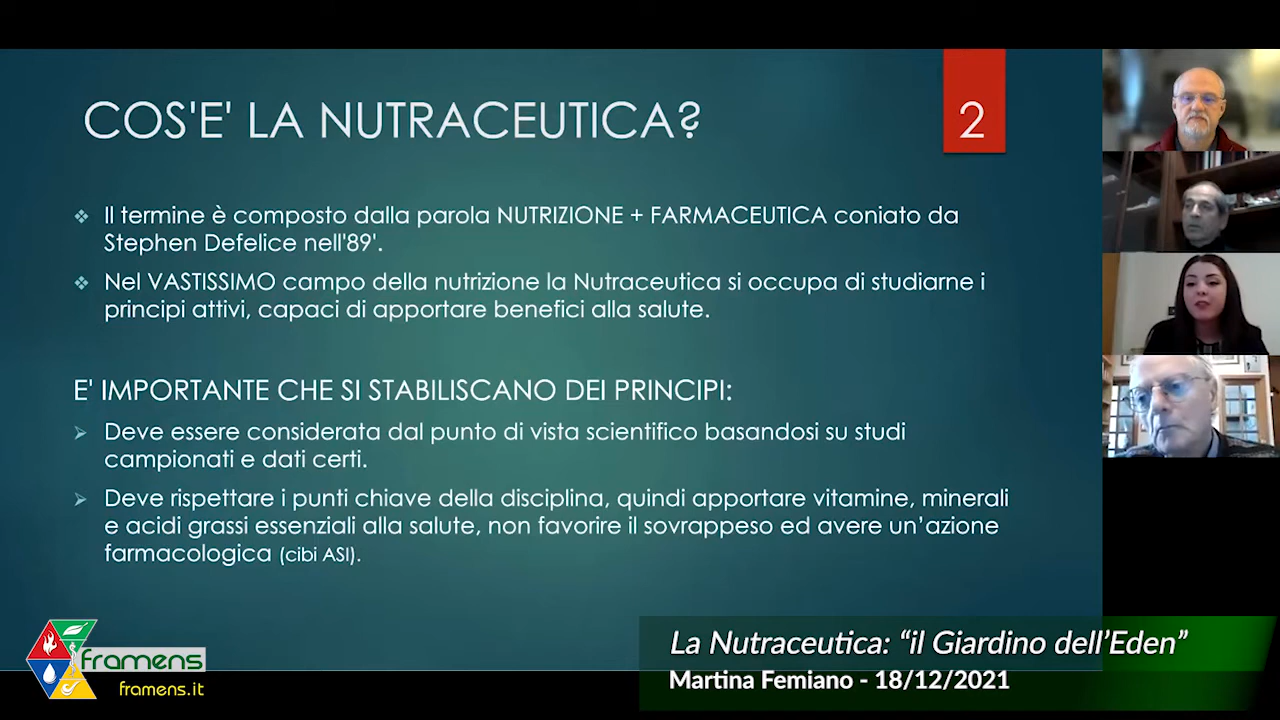 COS'E' LA NUTRACEUTICA?
2
❖ Il termine è composto dalla parola NUTRIZIONE + FARMACEUTICA coniato da
Stephen Defelice nell'89'.
❖ Nel VASTISSIMO campo della nutrizione la Nutraceutica si occupa di studiarne i
principi attivi, capaci di apportare benefici alla salute.
E' IMPORTANTE CHE SI STABILISCANO DEI PRINCIPI:
➢ Deve essere considerata dal punto di vista scientifico basandosi su studi
campionati e dati certi.
➢ Deve rispettare i punti chiave della disciplina, quindi apportare vitamine, minerali
e acidi grassi essenziali alla salute, non favorire il sovrappeso ed avere un’azione
farmacologica (cibi ASI).
framens
framens.it
La Nutraceutica: “il Giardino dell’Eden”
Martina Femiano - 18/12/2021